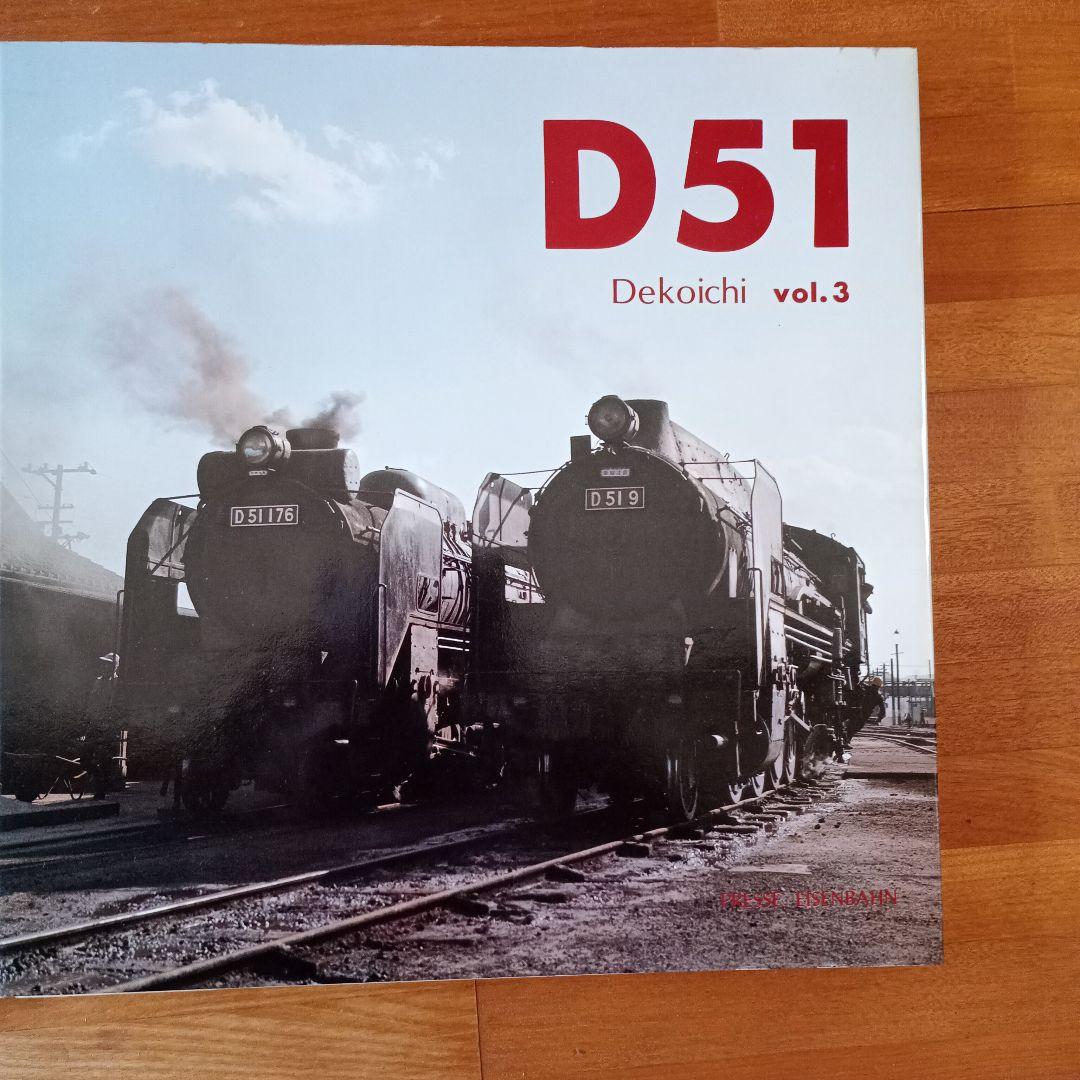 D51
Dekoichi vol.3
D51176
D519
PRESSE EISENBAHN